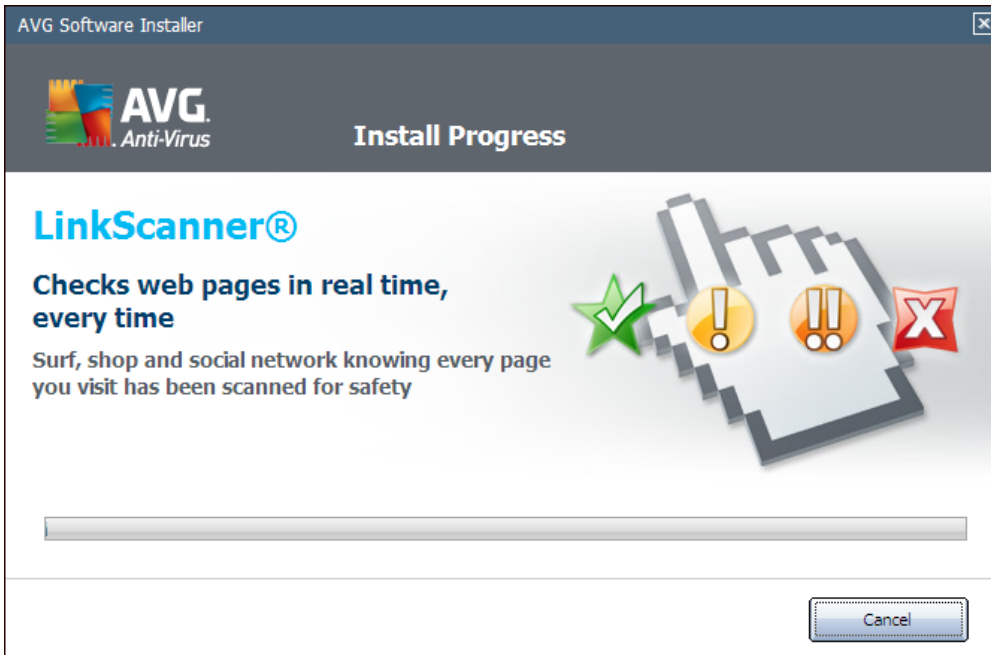 AVG Software Installer
AVG.
Anti-Virus
Install Progress
LinkScanner®
Checks web pages in real time,
every time
Surf, shop and social network knowing every page
you visit has been scanned for safety
Cancel